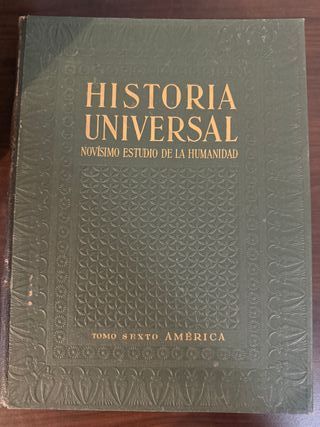 HISTORIA
UNIVERSAL
NOVÍSIMO ESTUDIO DE LA HUMANIDAD
TOMO SEXTO AMÉRICA